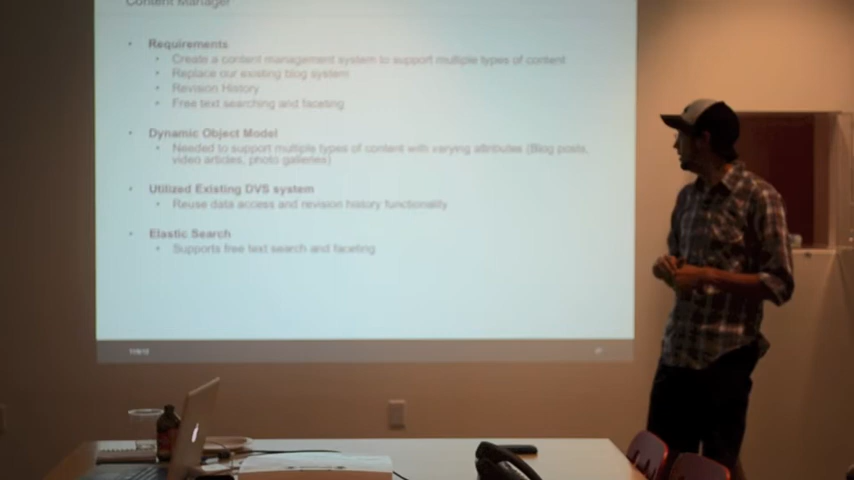 Content Manager
• Requirements
• Create a content management system to support multiple types of content
• Replace our existing blog system
• Revision History
• Free text searching and faceting
• Dynamic Object Model
• Needed to support multiple types of content with varying attributes (Blog posts,
video articles, photo galleries)
• Utilized Existing DVS system
• Reuse data access and revision history functionality
• Elastic Search
• Supports free text search and faceting